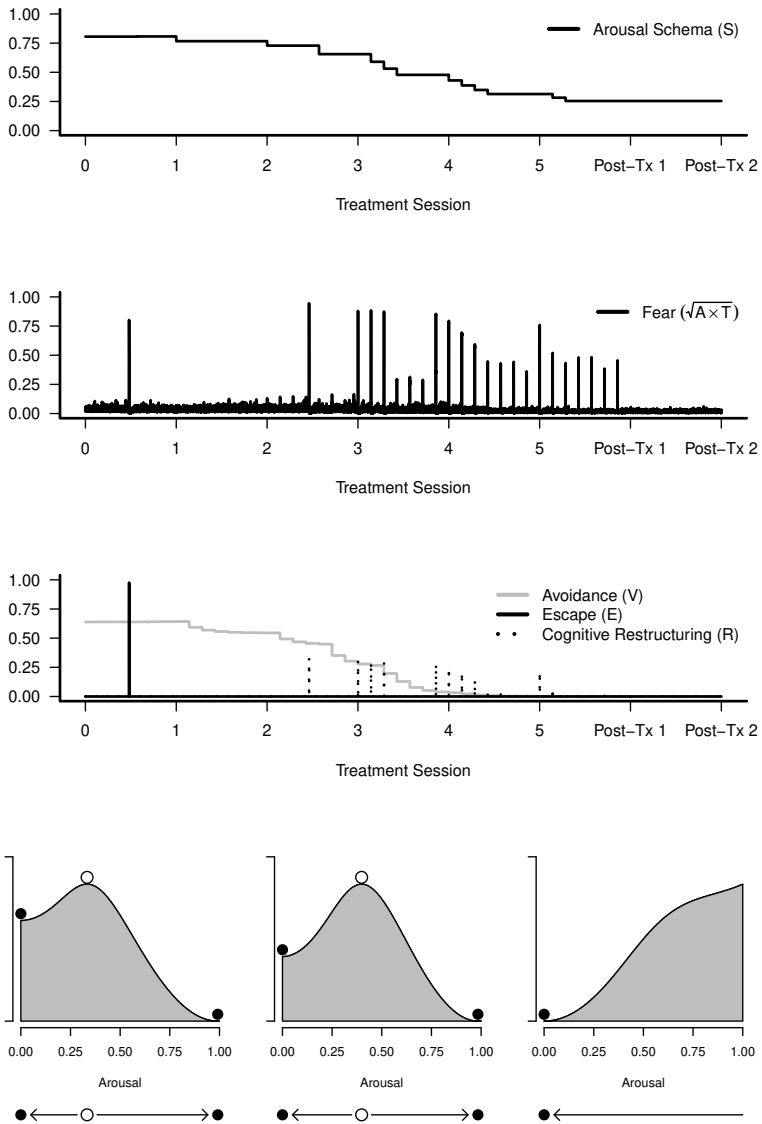 1.00
0.75
0.50
0.25
0.00
Arousal Schema (S)
0 1 2 3 4 5 Post−Tx 1 Post−Tx 2
Treatment Session
1.00
0.75
0.50
0.25
0.00
Fear (√A×T)
0 1 2 3 4 5 Post−Tx 1 Post−Tx 2
Treatment Session
1.00
0.75
0.50
0.25
0.00
Avoidance (V)
Escape (E)
Cognitive Restructuring (R)
0 1 2 3 4 5 Post−Tx 1 Post−Tx 2
Treatment Session
0.00 0.25 0.50 0.75 1.00
Arousal
0.00 0.25 0.50 0.75 1.00
Arousal
0.00 0.25 0.50 0.75 1.00
Arousal